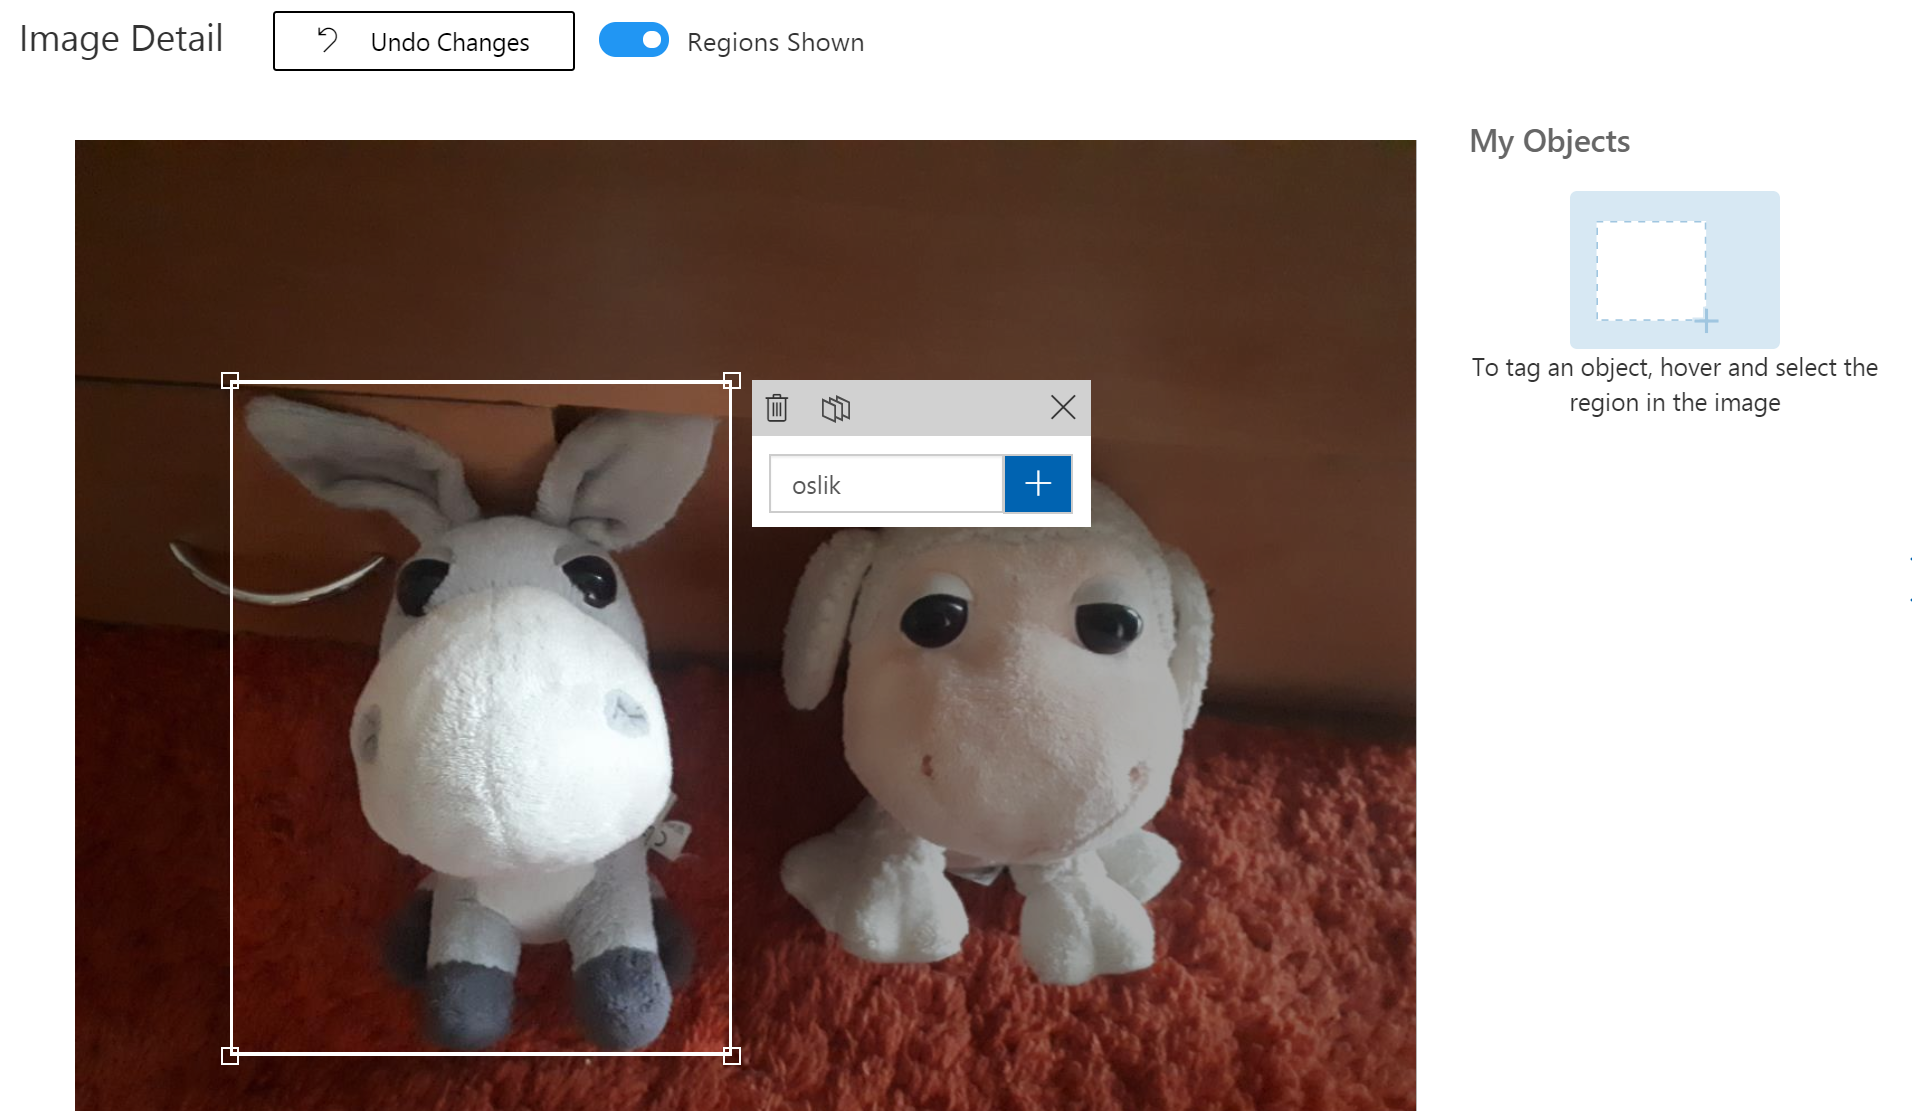 Image Detail
Undo Changes
Regions Shown
My Objects
To tag an object, hover and select the
region in the image
oslik